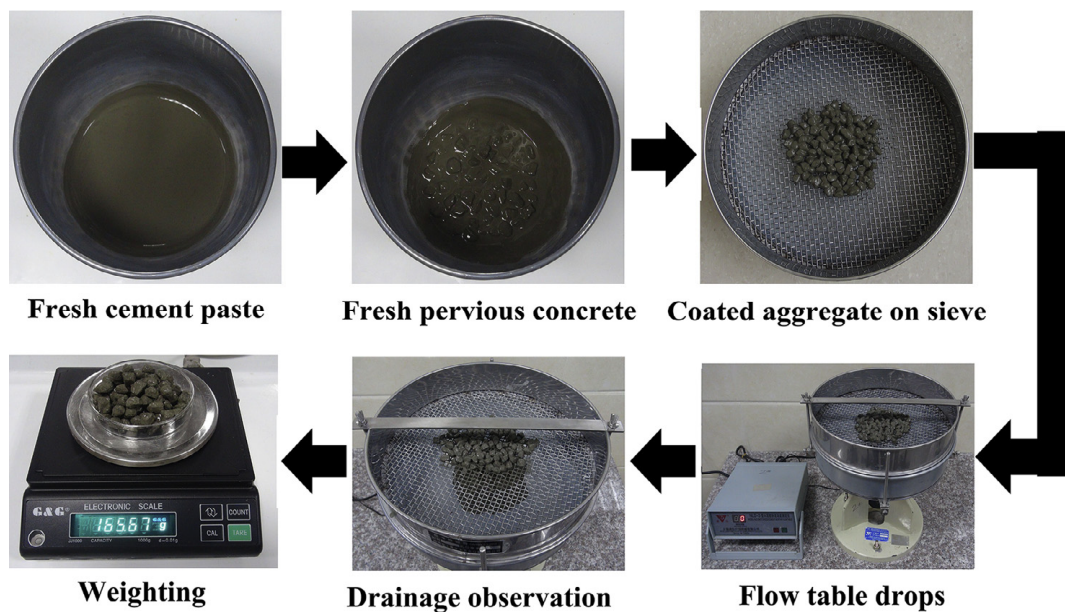 Fresh cement paste
Fresh pervious concrete
Coated aggregate on sieve
G&G®
165.67 g
ELECTRONIC SCALE
COUNT
CAL
TARE
CAPACITY
Weighting
Drainage observation
Flow table drops